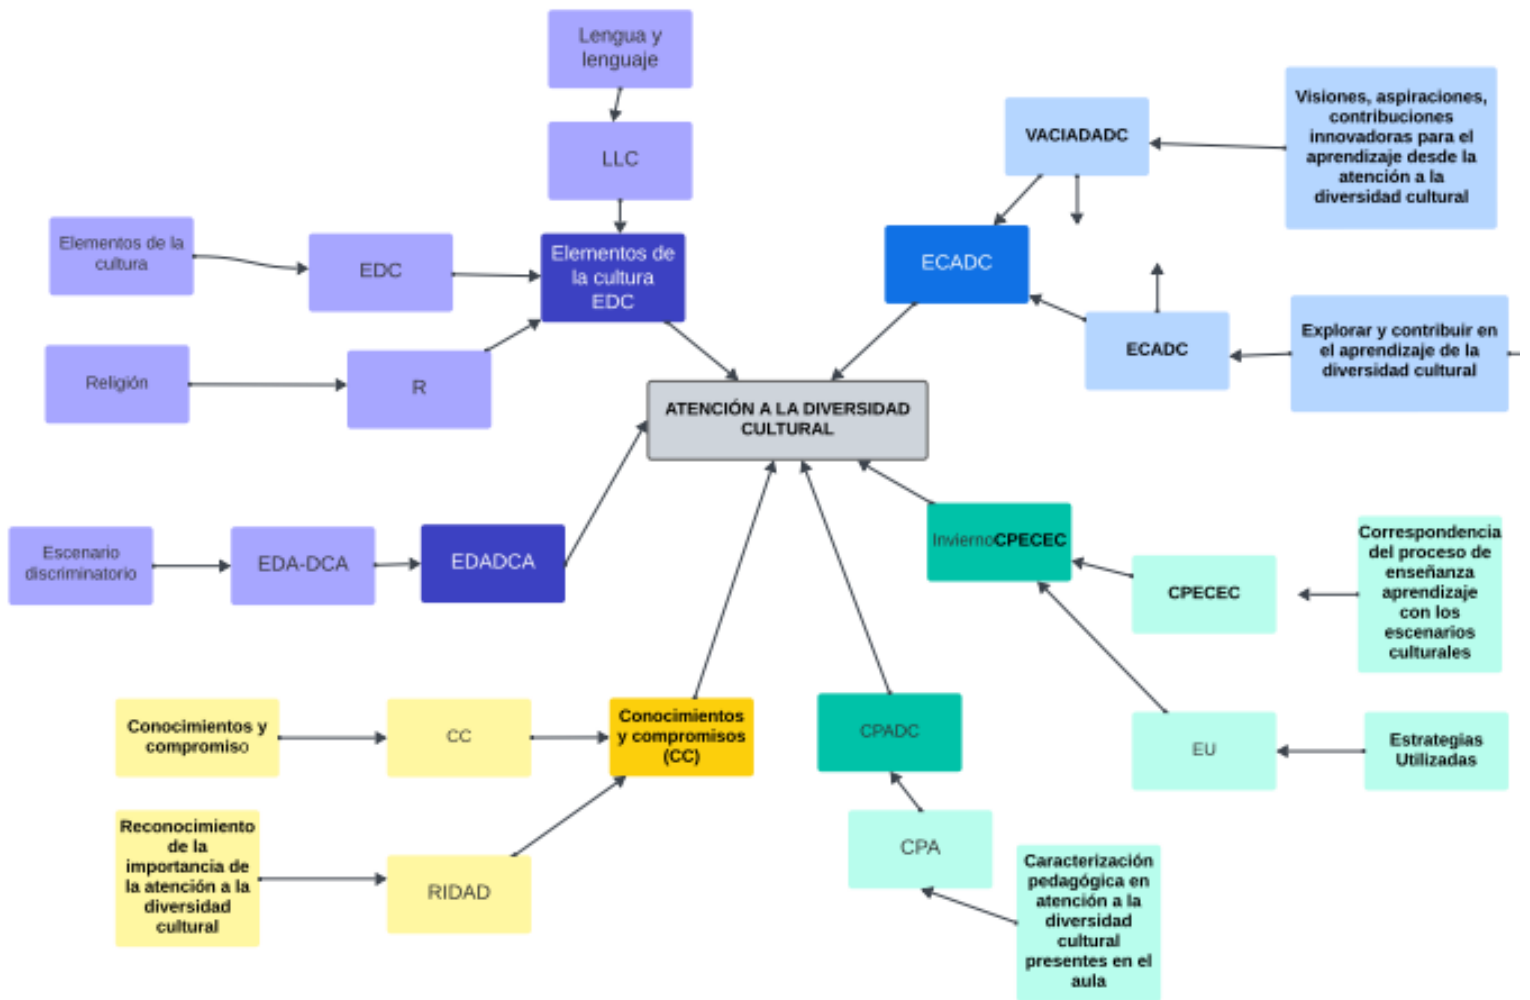 Lengua y
lenguaje
LLC
Elementos de la
cultura
EDC
Elementos de
la cultura
EDC
Religión
R
VACIADADC
Visiones, aspiraciones,
contribuciones
innovadoras para el
aprendizaje desde la
atención a la
diversidad cultural
ECADC
ECADC
Explorar y contribuir en
el aprendizaje de la
diversidad cultural
ATENCIÓN A LA DIVERSIDAD
CULTURAL
Escenario
discriminatorio
EDA-DCA
EDADCA
InviernoCPECEC
CPECEC
Correspondencia
del proceso de
enseñanza
aprendizaje
con los
escenarios
culturales
EU
Estrategias
Utilizadas
Conocimientos y
compromiso
CC
Conocimientos
y compromisos
(CC)
Reconocimiento
de la
importancia de
la atención a la
diversidad
cultural
RIDAD
CPADC
CPA
Caracterización
pedagógica en
atención a la
diversidad
cultural
presentes en el
aula